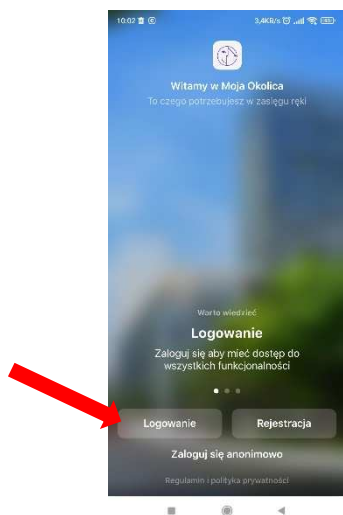 10:02
3,4KB/s
Witamy w Moja Okolica
To czego potrzebujesz w zasięgu ręki
Warto wiedzieć
Logowanie
Zaloguj się aby mieć dostęp do
wszystkich funkcjonalności
Logowanie Rejestracja
Zaloguj się anonimowo
Regulamin i polityka prywatności